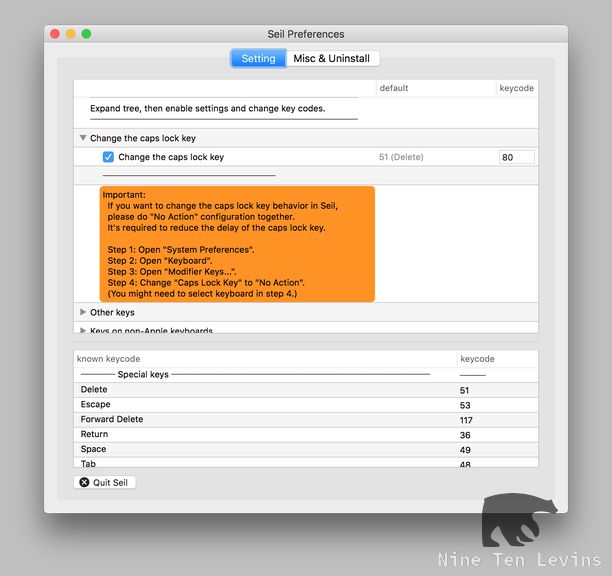 Seil Preferences
Setting Misc & Uninstall
default keycode
Expand tree, then enable settings and change key codes.
Change the caps lock key
Change the caps lock key 51 (Delete) 80
Important:
If you want to change the caps lock key behavior in Seil,
please do "No Action" configuration together.
It's required to reduce the delay of the caps lock key.
Step 1: Open "System Preferences".
Step 2: Open "Keyboard".
Step 3: Open "Modifier Keys...".
Step 4: Change "Caps Lock Key" to "No Action".
(You might need to select keyboard in step 4.)
Other keys
Keys on non-Apple keyboards
known keycode keycode
Special keys
Delete 51
Escape 53
Forward Delete 117
Return 36
Space 49
Tab 48
Quit Seil
Nine Ten Levins